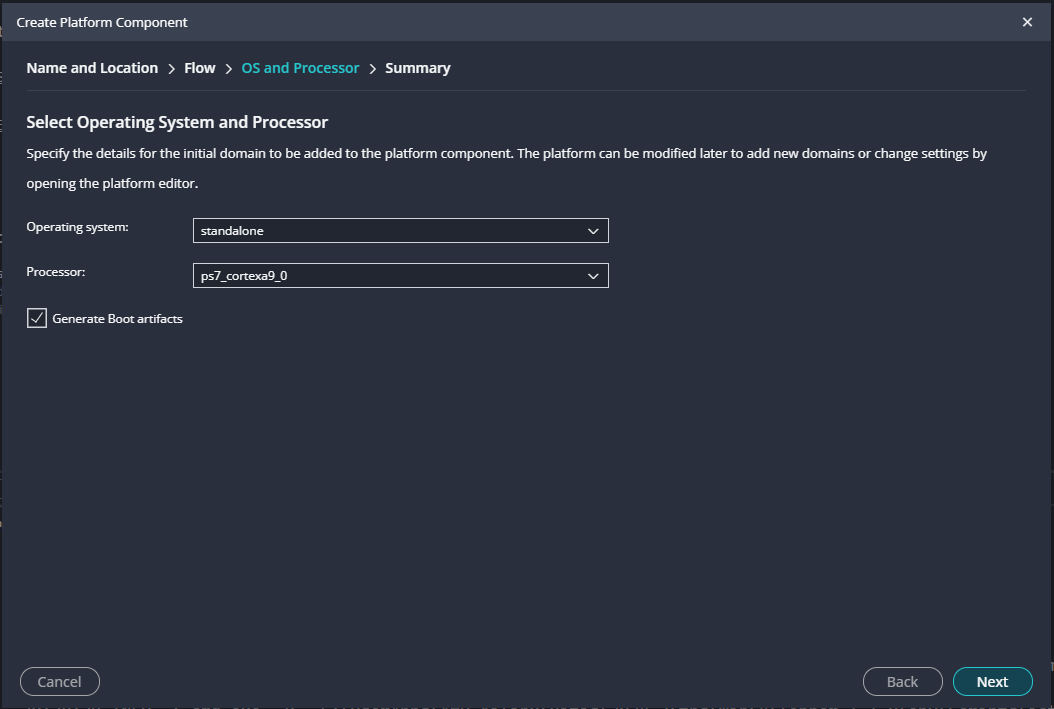 Create Platform Component
Name and Location > Flow > OS and Processor > Summary
Select Operating System and Processor
Specify the details for the initial domain to be added to the platform component. The platform can be modified later to add new domains or change settings by
opening the platform editor.
Operating system: standalone
Processor: ps7_cortexa9_0
Generate Boot artifacts
Cancel Back Next